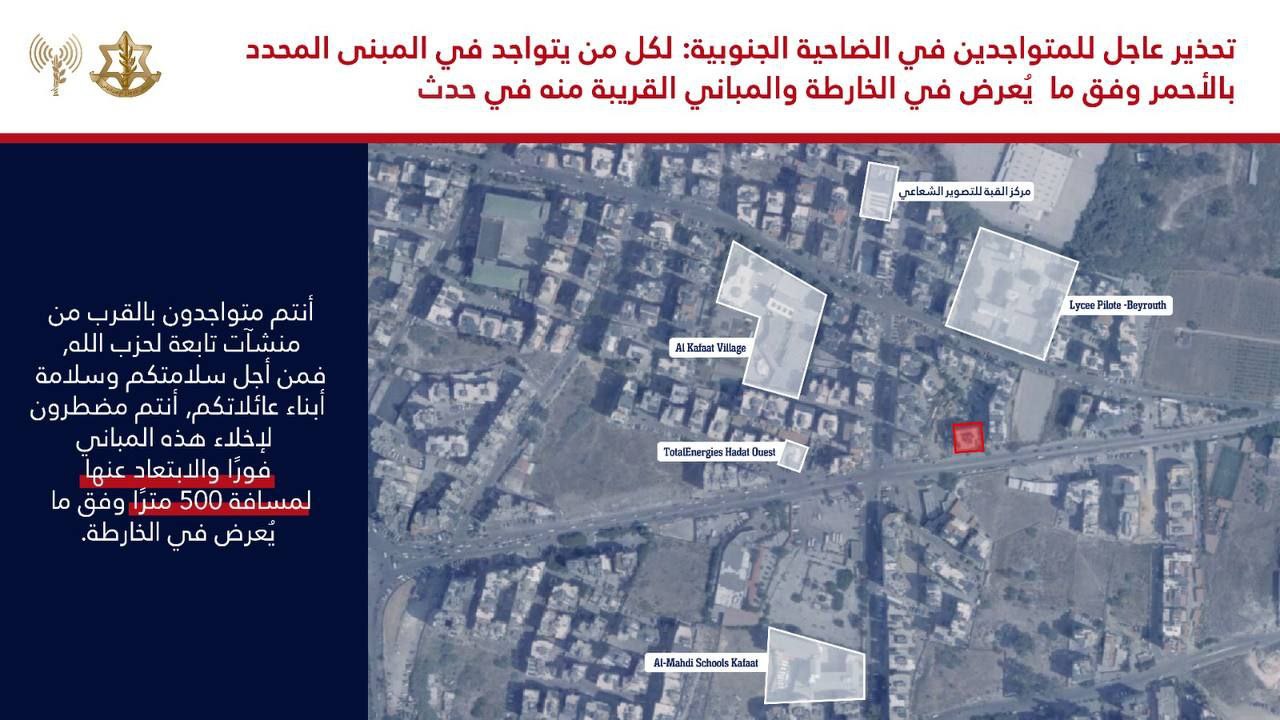 تحذير عاجل للمتواجدين في الضاحية الجنوبية: لكل من يتواجد في المبنى المحدد
بالأحمر وفق ما يُعرض في الخارطة والمباني القريبة منه في حدث
أنتم متواجدون بالقرب من
منشآت تابعة لحزب الله,
فمن أجل سلامتكم وسلامة
أبناء عائلاتكم, أنتم مضطرون
لإخلاء هذه المباني
فورًا والابتعاد عنها
لمسافة 500 مترًا وفق ما
يُعرض في الخارطة.
مركز القبة للتصوير الشعاعي
Lycee Pilote -Beyrouth
Al Kafaat Village
TotalEnergies Hadat Ouest
Al-Mahdi Schools Kafaat